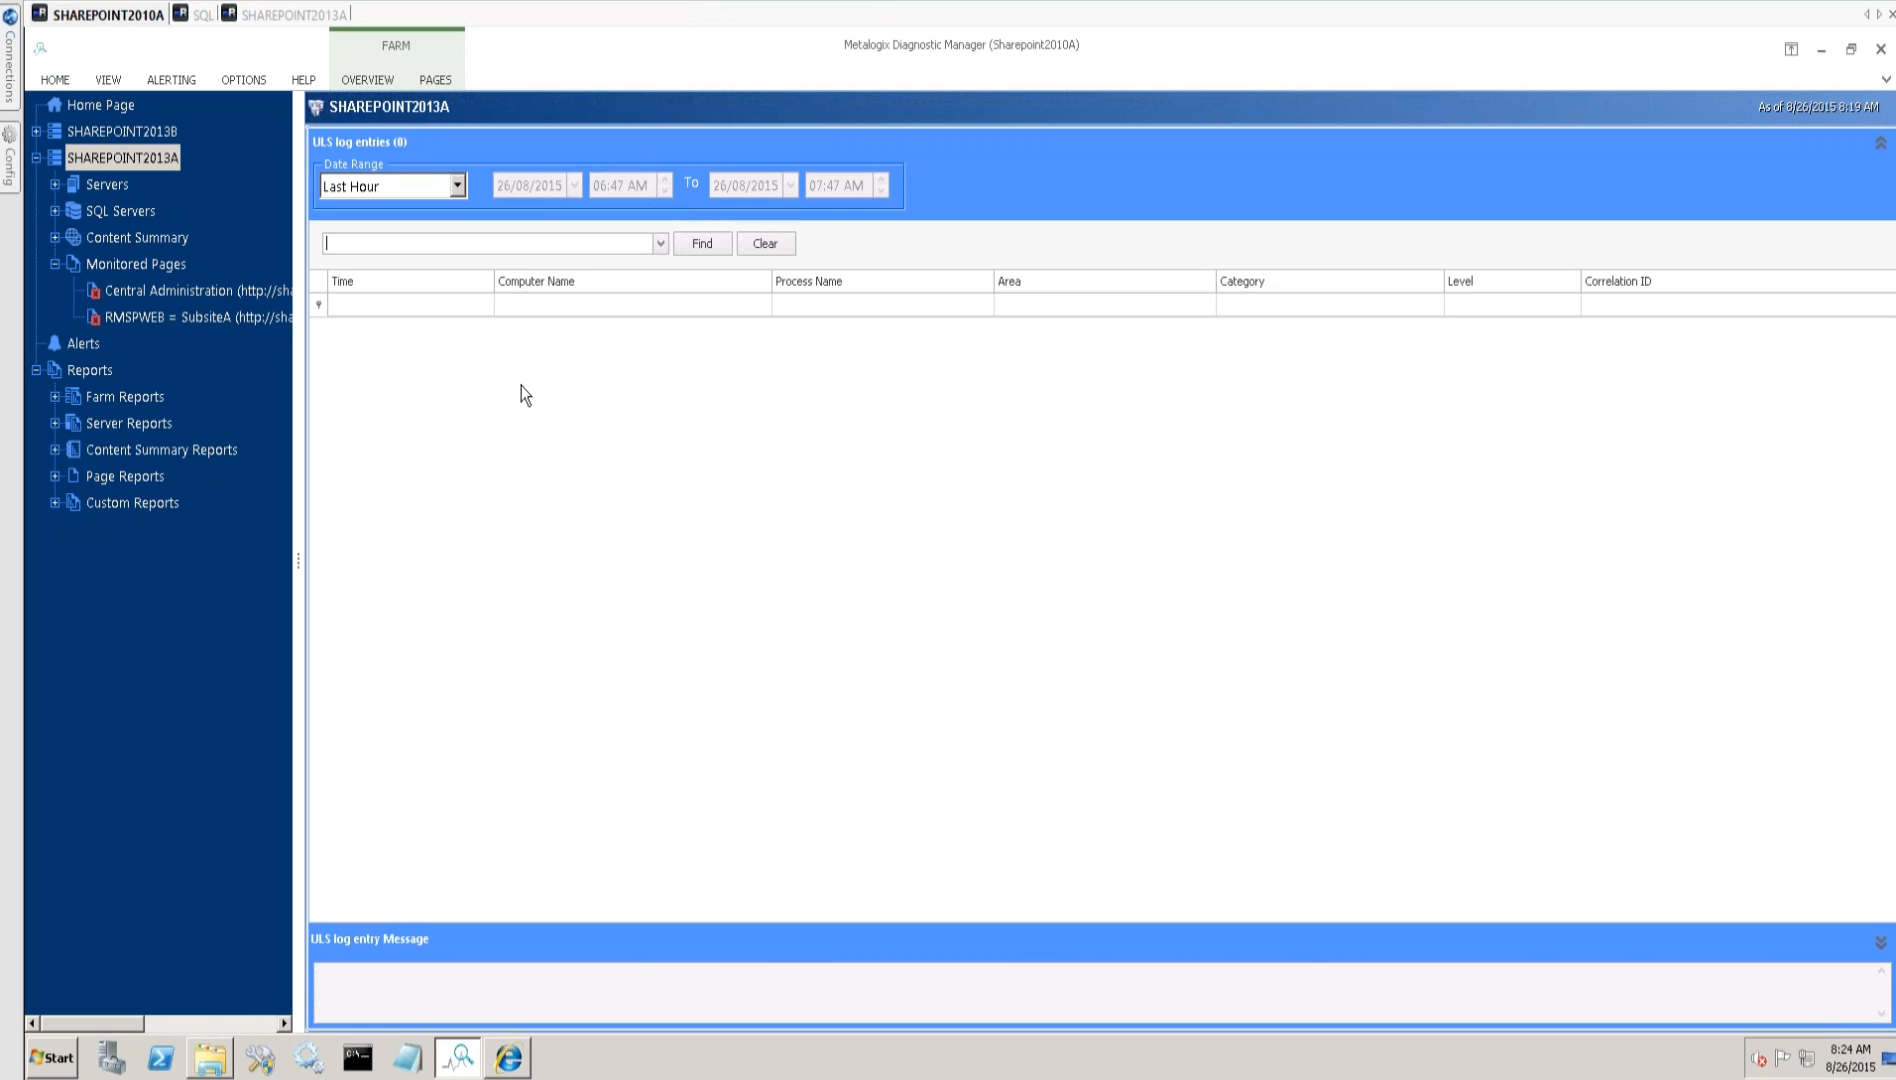 SHAREPOINT2010A SQL SHAREPOINT2013A
Connections
Config
FARM
Metalogix Diagnostic Manager (Sharepoint2010A)
HOME VIEW ALERTING OPTIONS HELP OVERVIEW PAGES
Home Page
SHAREPOINT2013B
SHAREPOINT2013A
Servers
SQL Servers
Content Summary
Monitored Pages
Central Administration (http://sha
RMSPWEB = SubsiteA (http://sha
Alerts
Reports
Farm Reports
Server Reports
Content Summary Reports
Page Reports
Custom Reports
SHAREPOINT2013A
As of 8/26/2015 8:19 AM
ULS log entries (0)
Date Range
Last Hour 26/08/2015 06:47 AM To 26/08/2015 07:47 AM
Find Clear
Time Computer Name Process Name Area Category Level Correlation ID
ULS log entry Message
Start
C:\
8:24 AM
8/26/2015